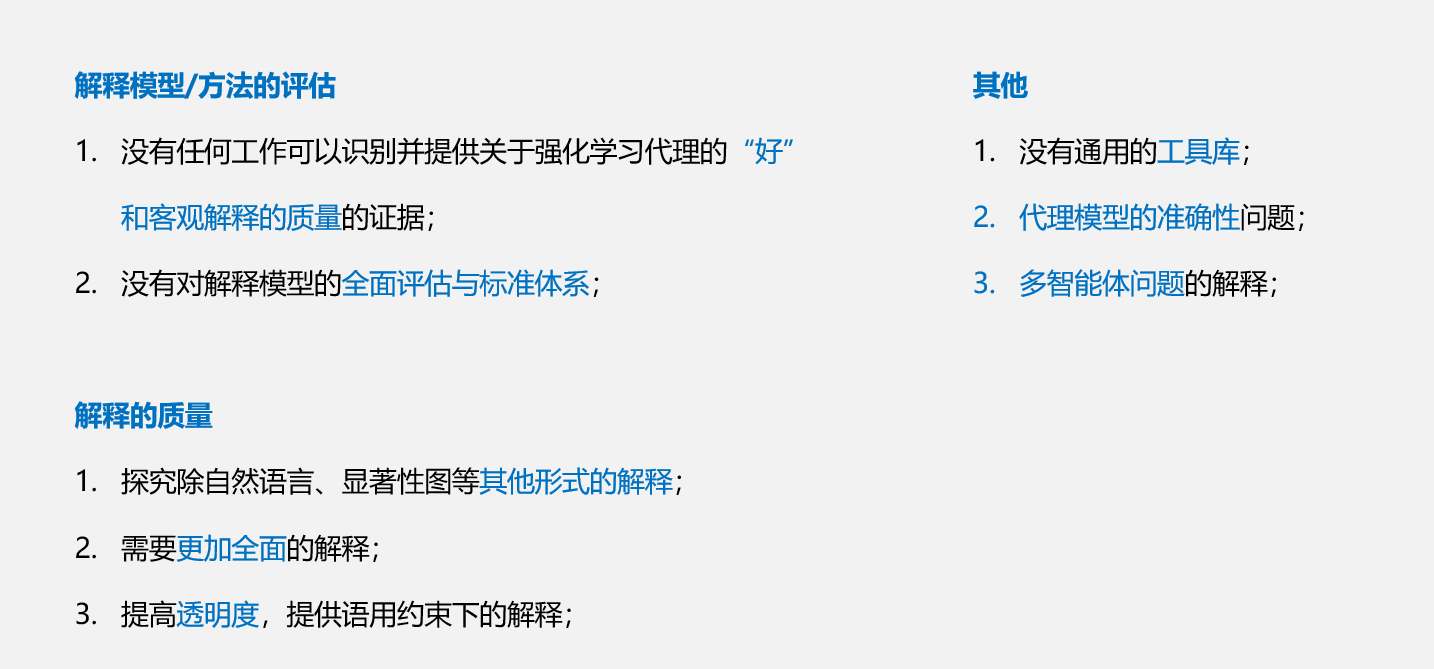 解释模型/方法的评估
1. 没有任何工作可以识别并提供关于强化学习代理的“好”
和客观解释的质量的证据；
2. 没有对解释模型的全面评估与标准体系；
解释的质量
1. 探究除自然语言、显著性图等其他形式的解释；
2. 需要更加全面的解释；
3. 提高透明度，提供语用约束下的解释；
其他
1. 没有通用的工具库；
2. 代理模型的准确性问题；
3. 多智能体问题的解释；